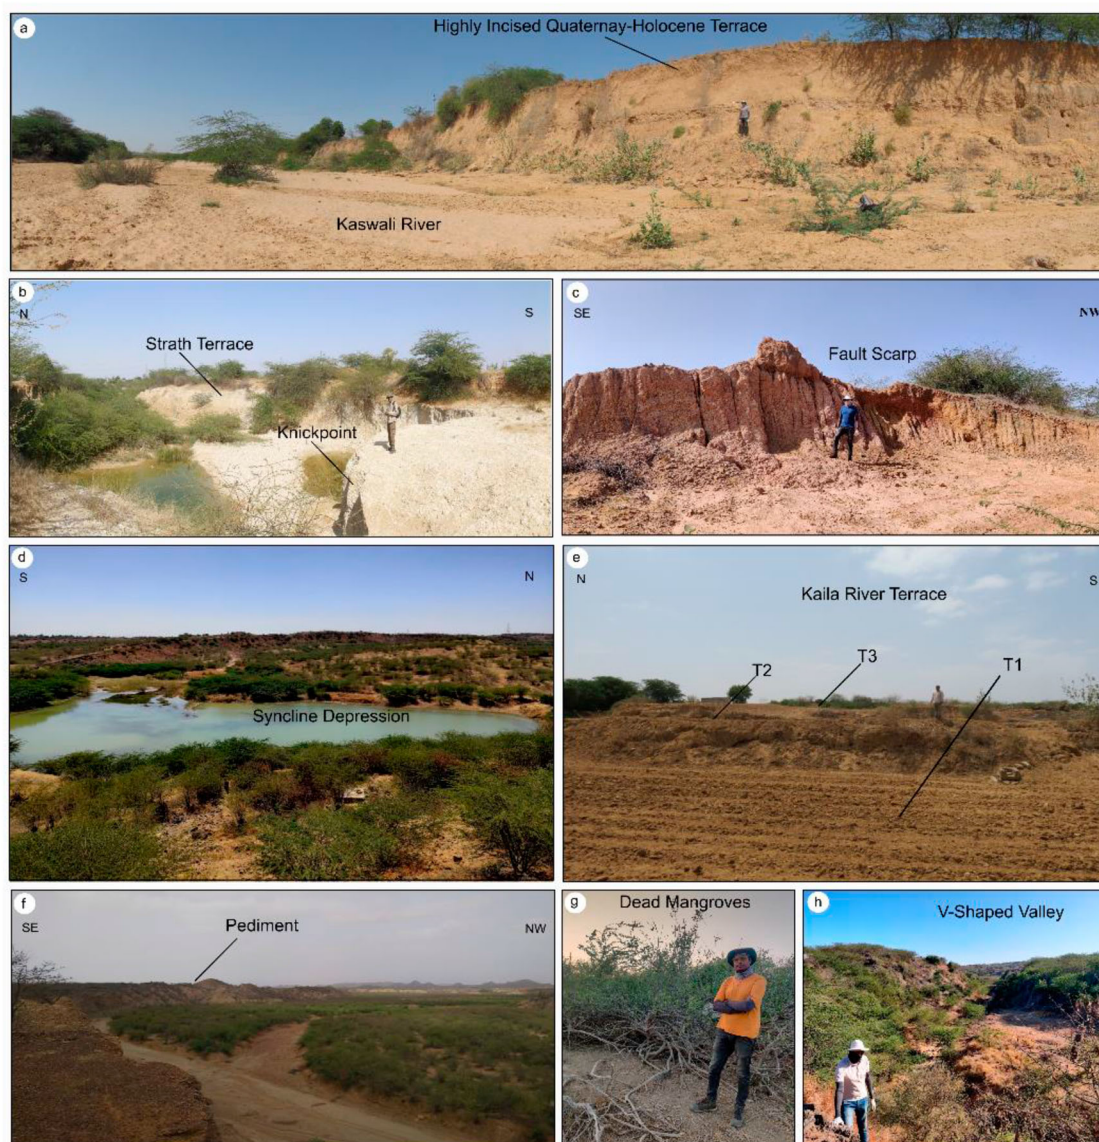 a
Highly Incised Quaternay-Holocene Terrace
Kaswali River
b
N
S
Strath Terrace
Knickpoint
c
SE
NW
Fault Scarp
d
S
N
Syncline Depression
e
N
S
Kaila River Terrace
T2
T3
T1
f
SE
NW
Pediment
g
Dead Mangroves
h
V-Shaped Valley